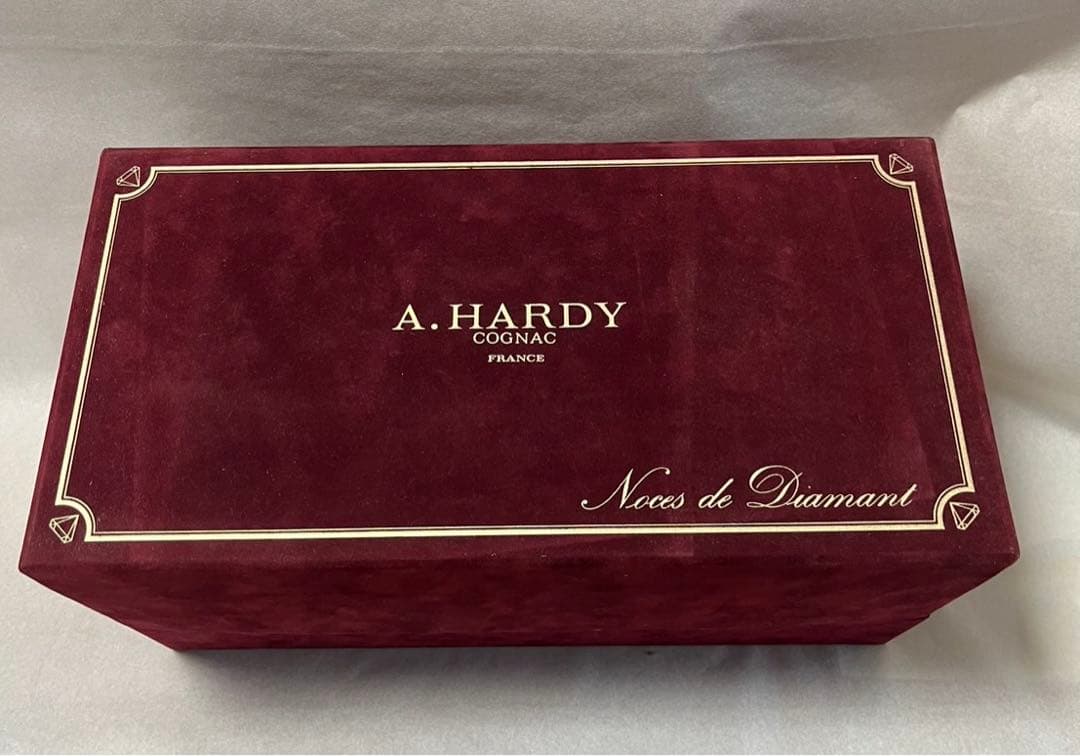 A. HARDY
COGNAC
FRANCE
Noces de Diamant